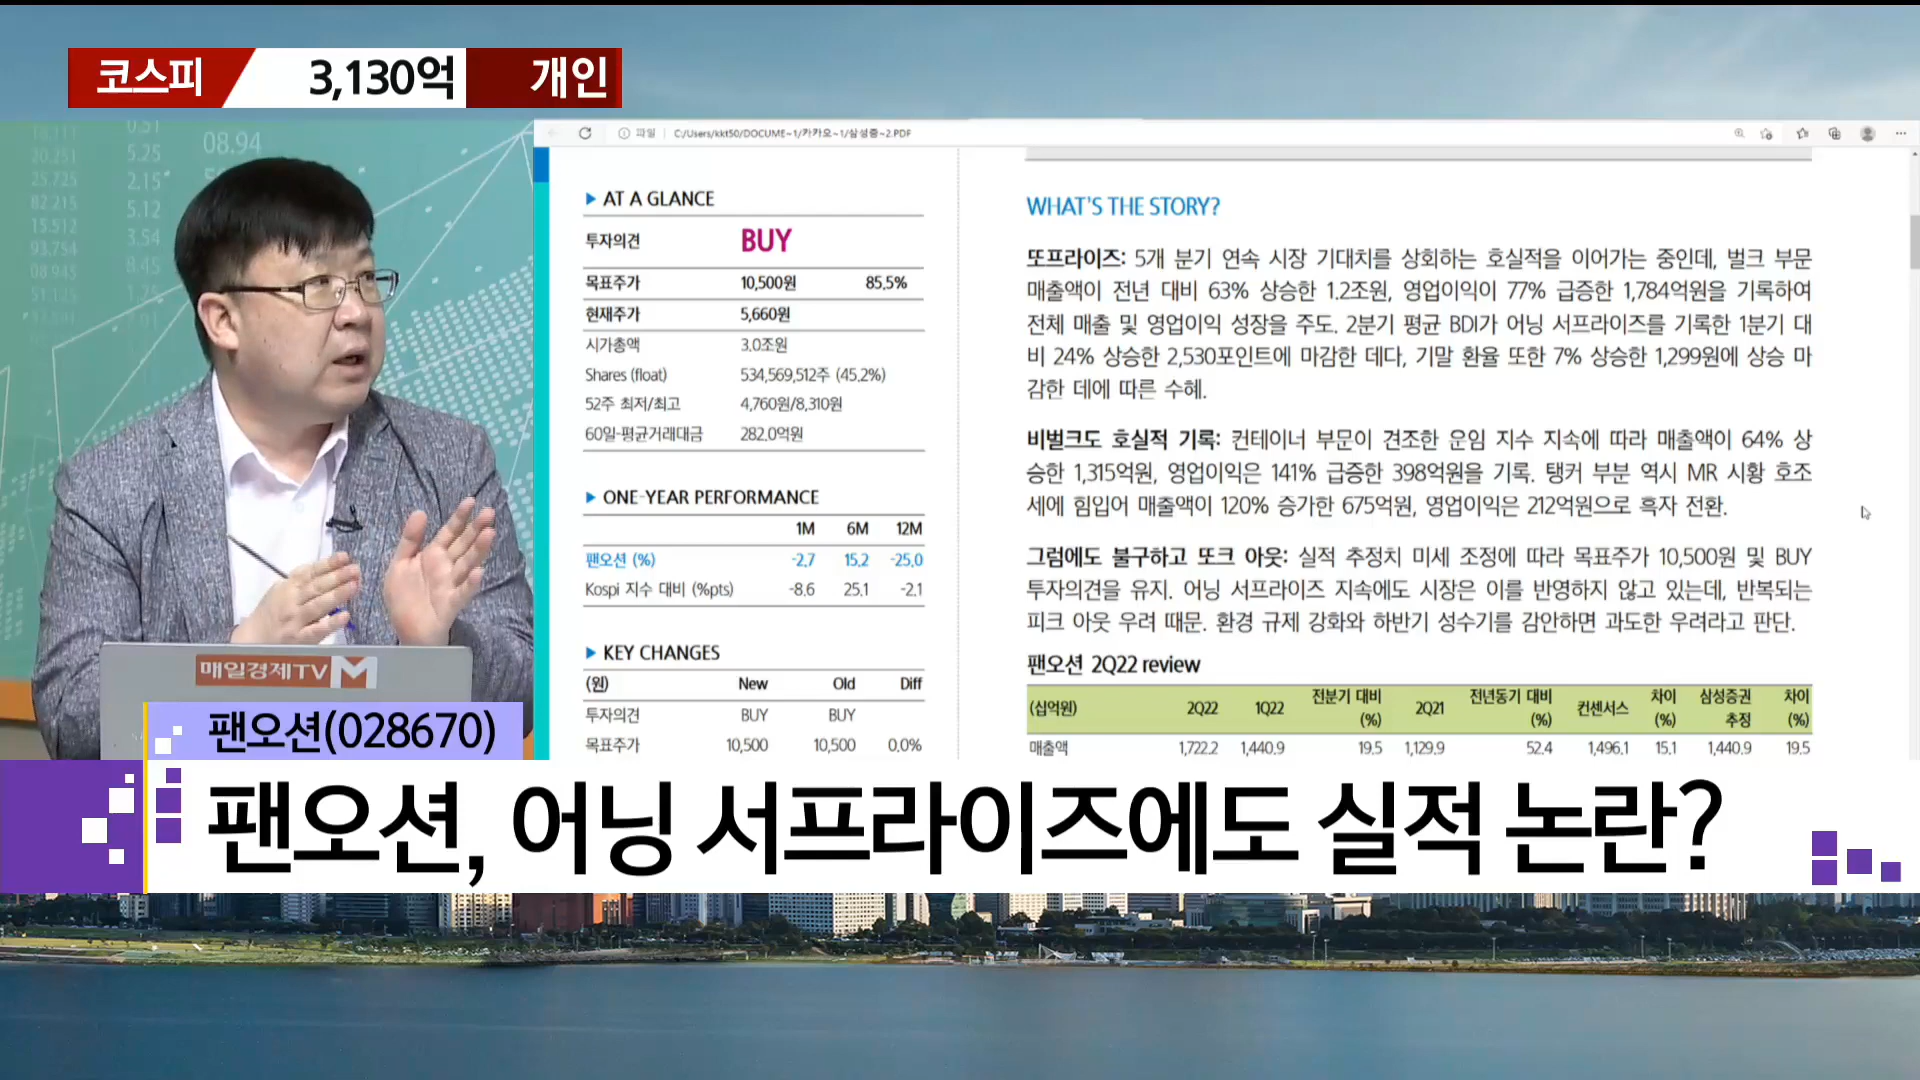 코스피 3,130억 개인
08.94
파일 C:/Users/kkt50/DOCUME~1/카카오~1/삼성증~2.PDF
AT A GLANCE
투자의견 BUY
목표주가 10,500원 85.5%
현재주가 5,660원
시가총액 3.0조원
Shares (float) 534,569,512주 (45.2%)
52주 최저/최고 4,760원/8,310원
60일-평균거래대금 282.0억원
ONE-YEAR PERFORMANCE
1M 6M 12M
팬오션 (%) -2.7 15.2 -25.0
Kospi 지수 대비 (%pts) -8.6 25.1 -2.1
KEY CHANGES
(원) New Old Diff
투자의견 BUY BUY
목표주가 10,500 10,500 0.0%
WHAT'S THE STORY?
또프라이즈: 5개 분기 연속 시장 기대치를 상회하는 호실적을 이어가는 중인데, 벌크 부문
매출액이 전년 대비 63% 상승한 1.2조원, 영업이익이 77% 급증한 1,784억원을 기록하여
전체 매출 및 영업이익 성장을 주도. 2분기 평균 BDI가 어닝 서프라이즈를 기록한 1분기 대
비 24% 상승한 2,530포인트에 마감한 데다, 기말 환율 또한 7% 상승한 1,299원에 상승 마
감한 데에 따른 수혜.
비벌크도 호실적 기록: 컨테이너 부문이 견조한 운임 지수 지속에 따라 매출액이 64% 상
승한 1,315억원, 영업이익은 141% 급증한 398억원을 기록. 탱커 부분 역시 MR 시황 호조
세에 힘입어 매출액이 120% 증가한 675억원, 영업이익은 212억원으로 흑자 전환.
그럼에도 불구하고 또크 아웃: 실적 추정치 미세 조정에 따라 목표주가 10,500원 및 BUY
투자의견을 유지. 어닝 서프라이즈 지속에도 시장은 이를 반영하지 않고 있는데, 반복되는
피크 아웃 우려 때문. 환경 규제 강화와 하반기 성수기를 감안하면 과도한 우려라고 판단.
팬오션 2Q22 review
(십억원) 2Q22 1Q22 전분기 대비 (%) 2Q21 전년동기 대비 (%) 컨센서스 차이 (%) 삼성증권 추정 차이 (%)
매출액 1,722.2 1,440.9 19.5 1,129.9 52.4 1,496.1 15.1 1,440.9 19.5
매일경제TV M
팬오션(028670)
팬오션, 어닝 서프라이즈에도 실적 논란?